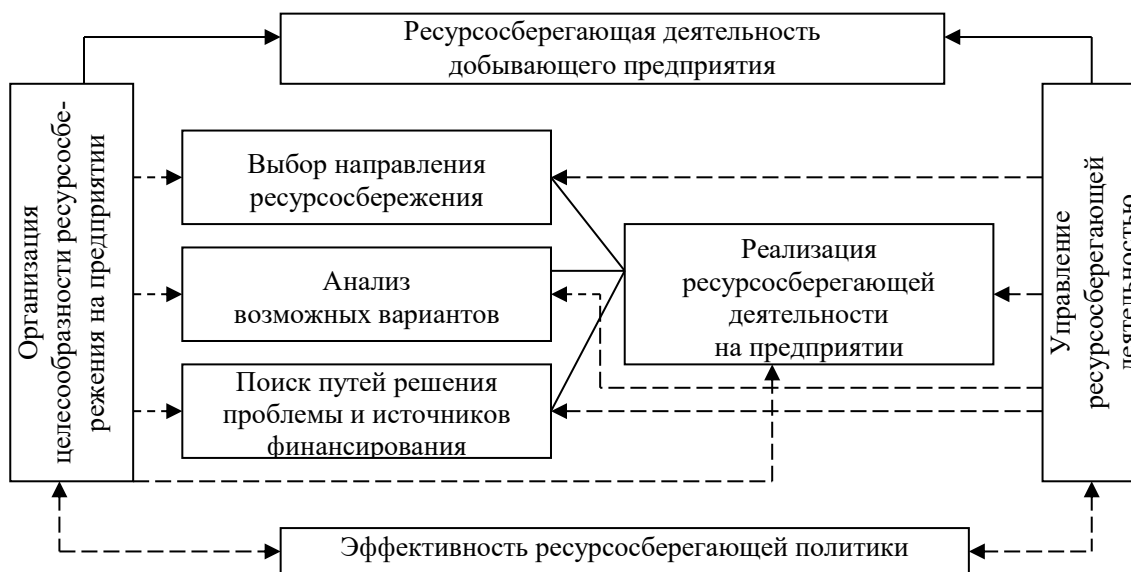 Ресурсосберегающая деятельность
добывающего предприятия
Организация
целесообразности ресурсосбе-
режения на предприятии
Выбор направления
ресурсосбережения
Анализ
возможных вариантов
Поиск путей решения
проблемы и источников
финансирования
Реализация
ресурсосберегающей
деятельности
на предприятии
Управление
ресурсосберегающей
деятельностью
Эффективность ресурсосберегающей политики